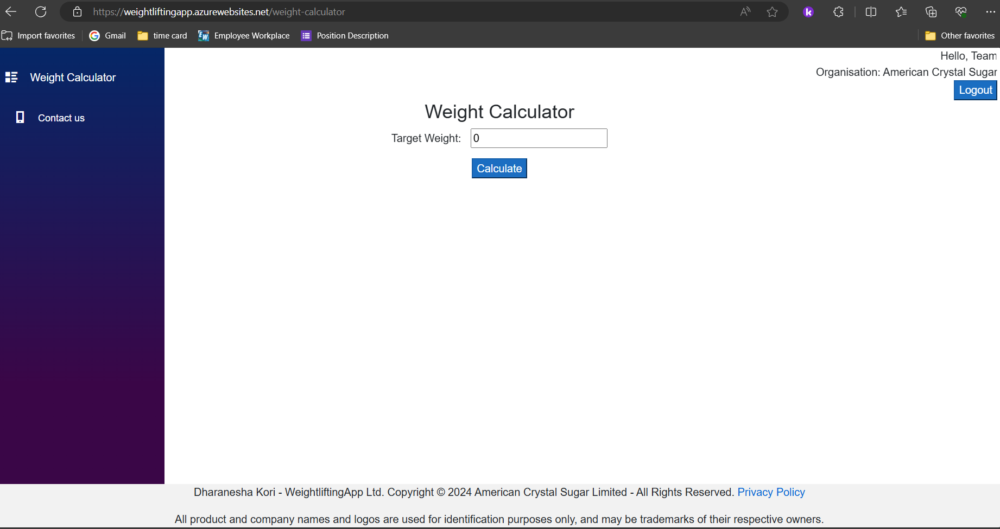 https://weightliftingapp.azurewebsites.net/weight-calculator
A
k
Import favorites
Gmail
time card
EW Employee Workplace
Position Description
Other favorites
Hello, Team
Organisation: American Crystal Sugar
Logout
Weight Calculator
Contact us
Weight Calculator
Target Weight: 0
Calculate
Dharanesha Kori - WeightliftingApp Ltd. Copyright © 2024 American Crystal Sugar Limited - All Rights Reserved. Privacy Policy
All product and company names and logos are used for identification purposes only, and may be trademarks of their respective owners.